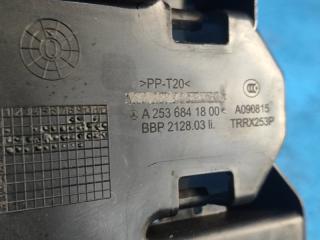 >PP-T20<
A 253 684 18 00
BBP 2128.03 li.
A090815
TRRX253P